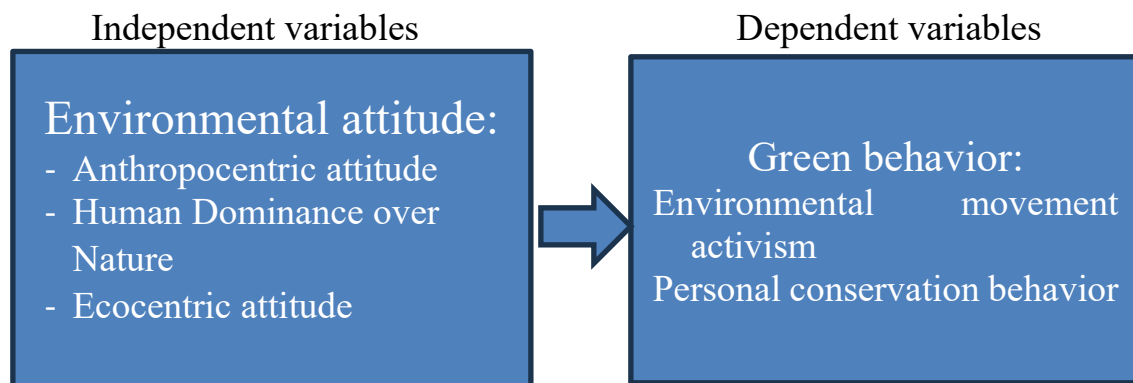 Independent variables
Environmental attitude:
- Anthropocentric attitude
- Human Dominance over
Nature
- Ecocentric attitude
Dependent variables
Green behavior:
Environmental movement
activism
Personal conservation behavior